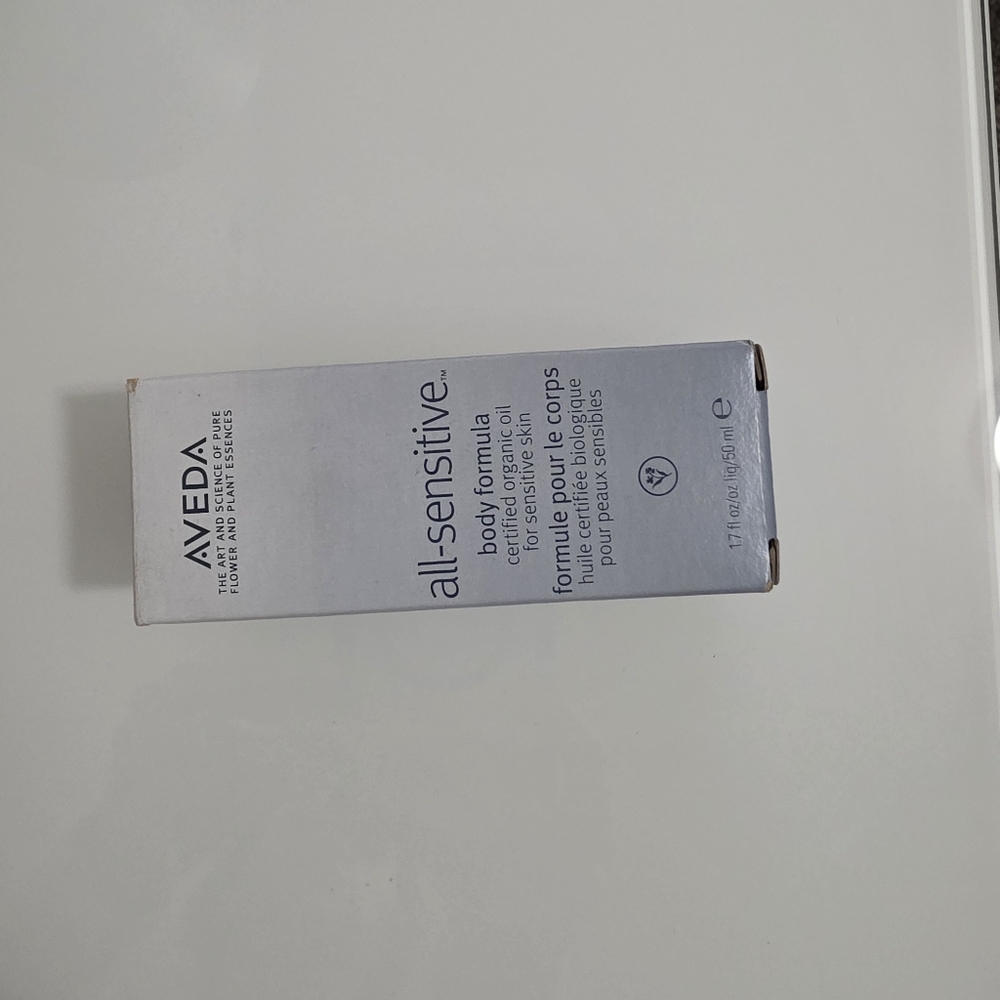 AVEDA
THE ART AND SCIENCE OF PURE
FLOWER AND PLANT ESSENCES
all-sensitive™
body formula
certified organic oil
for sensitive skin
formule pour le corps
huile certifiée biologique
pour peaux sensibles
1.7 fl oz/oz liq/50 ml ℮